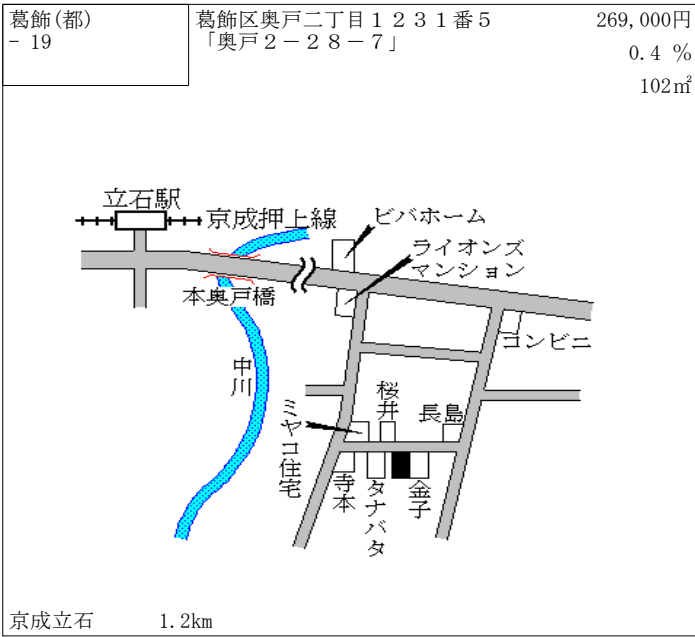 葛飾(都)
- 19
葛飾区奥戸二丁目１２３１番５
「奥戸２－２８－７」
269,000円
0.4 %
102㎡
立石駅
京成押上線
ビバホーム
ライオンズ
マンション
本奥戸橋
コンビニ
中川
桜井
長島
ミヤコ住宅
寺本
タナバタ
金子
京成立石
1.2km